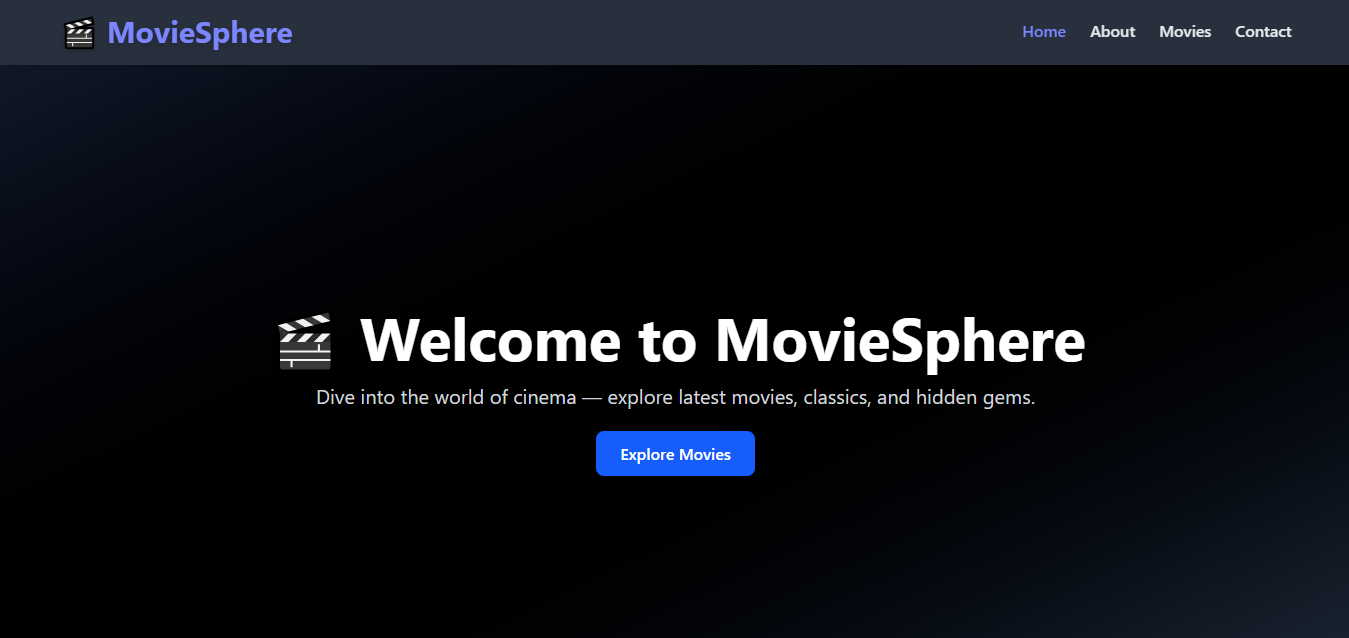 MovieSphere
Home About Movies Contact
Welcome to MovieSphere
Dive into the world of cinema — explore latest movies, classics, and hidden gems.
Explore Movies